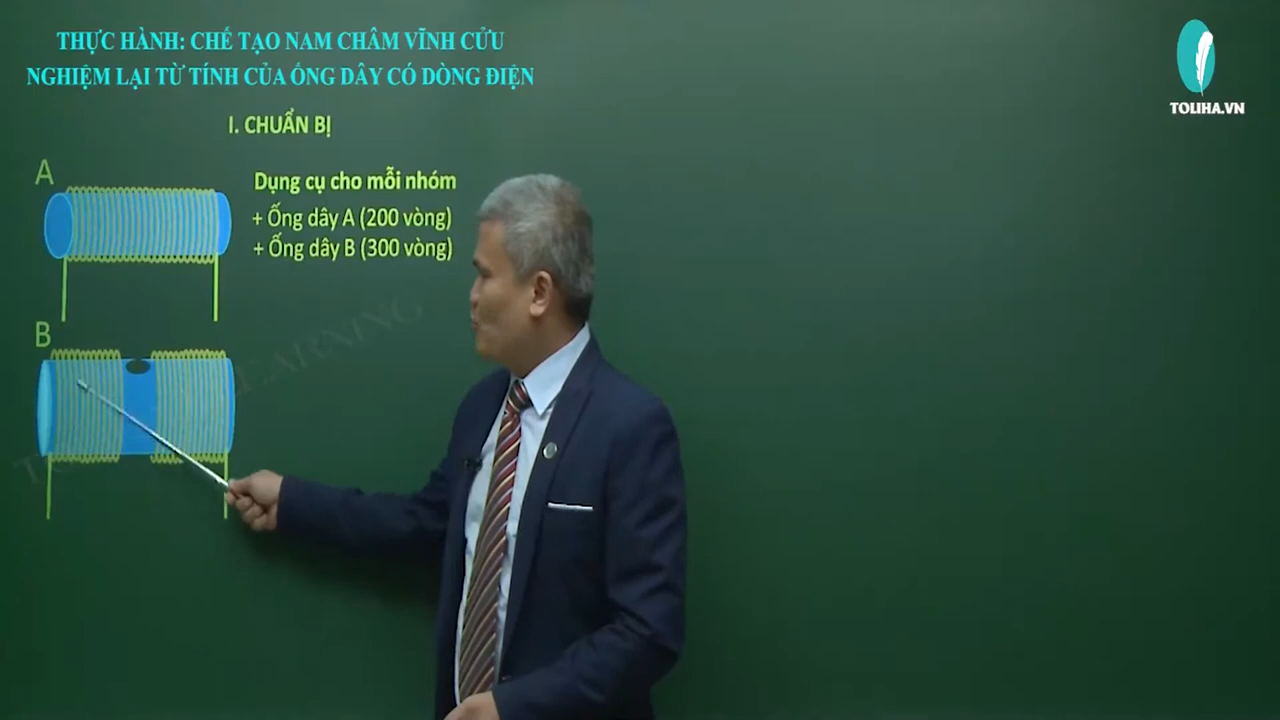 THỰC HÀNH: CHẾ TẠO NAM CHÂM VĨNH CỬU
NGHIỆM LẠI TỪ TÍNH CỦA ỐNG DÂY CÓ DÒNG ĐIỆN
TOLIHA.VN
I. CHUẨN BỊ
A
Dụng cụ cho mỗi nhóm
+ Ống dây A (200 vòng)
+ Ống dây B (300 vòng)
B